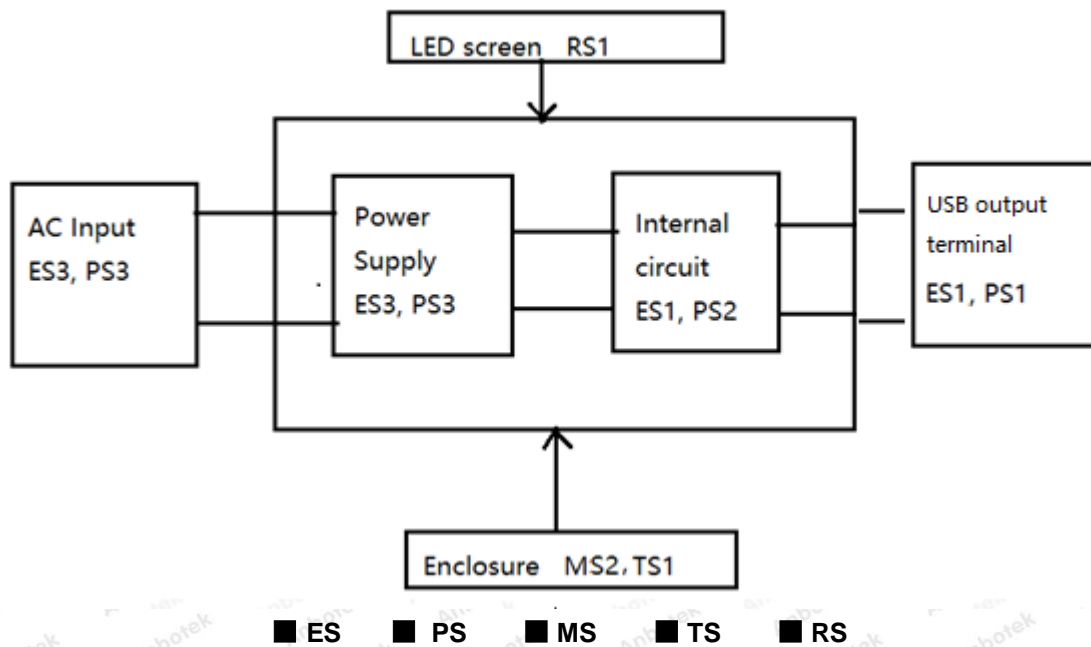 LED screen RS1
AC Input
ES3, PS3
Power
Supply
ES3, PS3
Internal
circuit
ES1, PS2
USB output
terminal
ES1, PS1
Enclosure MS2，TS1
■ ES ■ PS ■ MS ■ TS ■ RS
Anbotek